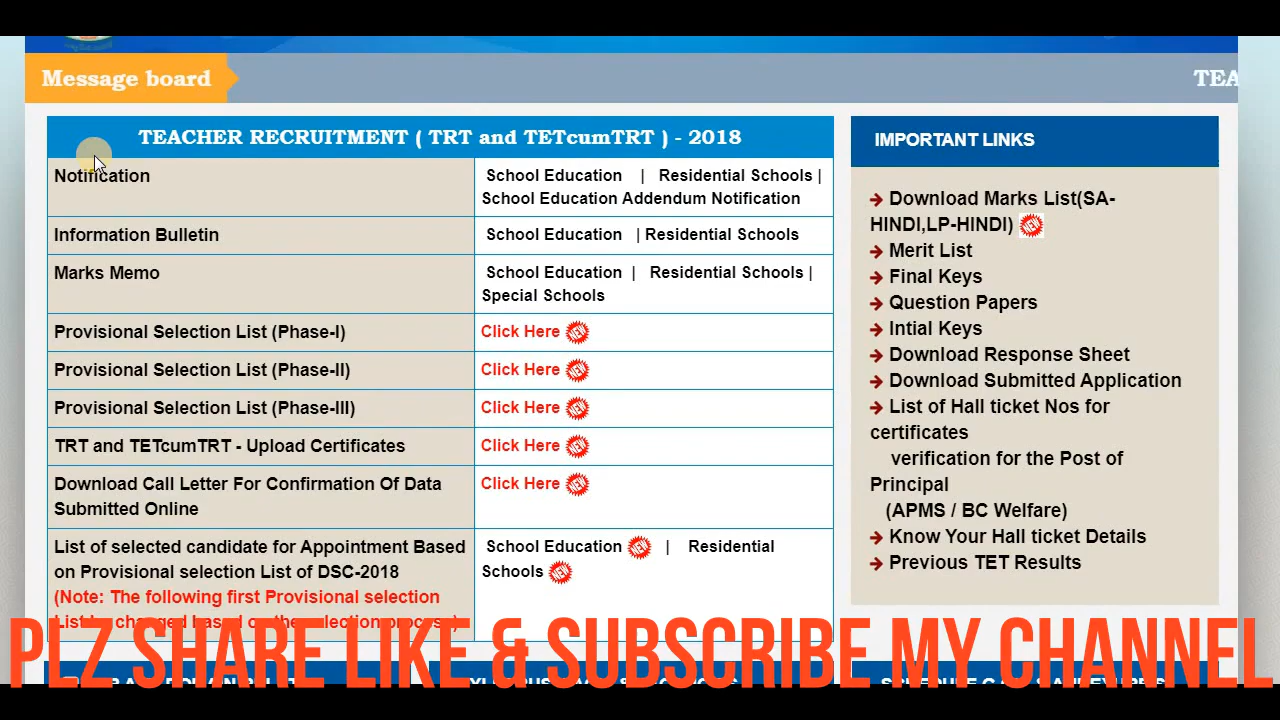 Message board
TEA
TEACHER RECRUITMENT ( TRT and TETcumTRT ) - 2018
Notification
School Education | Residential Schools |
School Education Addendum Notification
Information Bulletin
School Education | Residential Schools
Marks Memo
School Education | Residential Schools |
Special Schools
Provisional Selection List (Phase-I)
Click Here
Provisional Selection List (Phase-II)
Click Here
Provisional Selection List (Phase-III)
Click Here
TRT and TETcumTRT - Upload Certificates
Click Here
Download Call Letter For Confirmation Of Data
Submitted Online
Click Here
List of selected candidate for Appointment Based
on Provisional selection List of DSC-2018
(Note: The following first Provisional selection
List changed based on the selection process)
School Education | Residential
Schools
IMPORTANT LINKS
Download Marks List(SA-
HINDI,LP-HINDI)
Merit List
Final Keys
Question Papers
Intial Keys
Download Response Sheet
Download Submitted Application
List of Hall ticket Nos for
certificates
verification for the Post of
Principal
(APMS / BC Welfare)
Know Your Hall ticket Details
Previous TET Results
PLZ SHARE LIKE & SUBSCRIBE MY CHANNEL